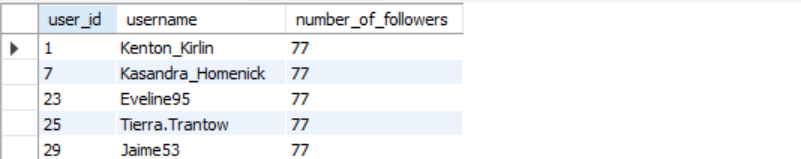 user_id username number_of_followers
1 Kenton_Kirlin 77
7 Kasandra_Homenick 77
23 Eveline95 77
25 Tierra.Trantow 77
29 Jaime53 77